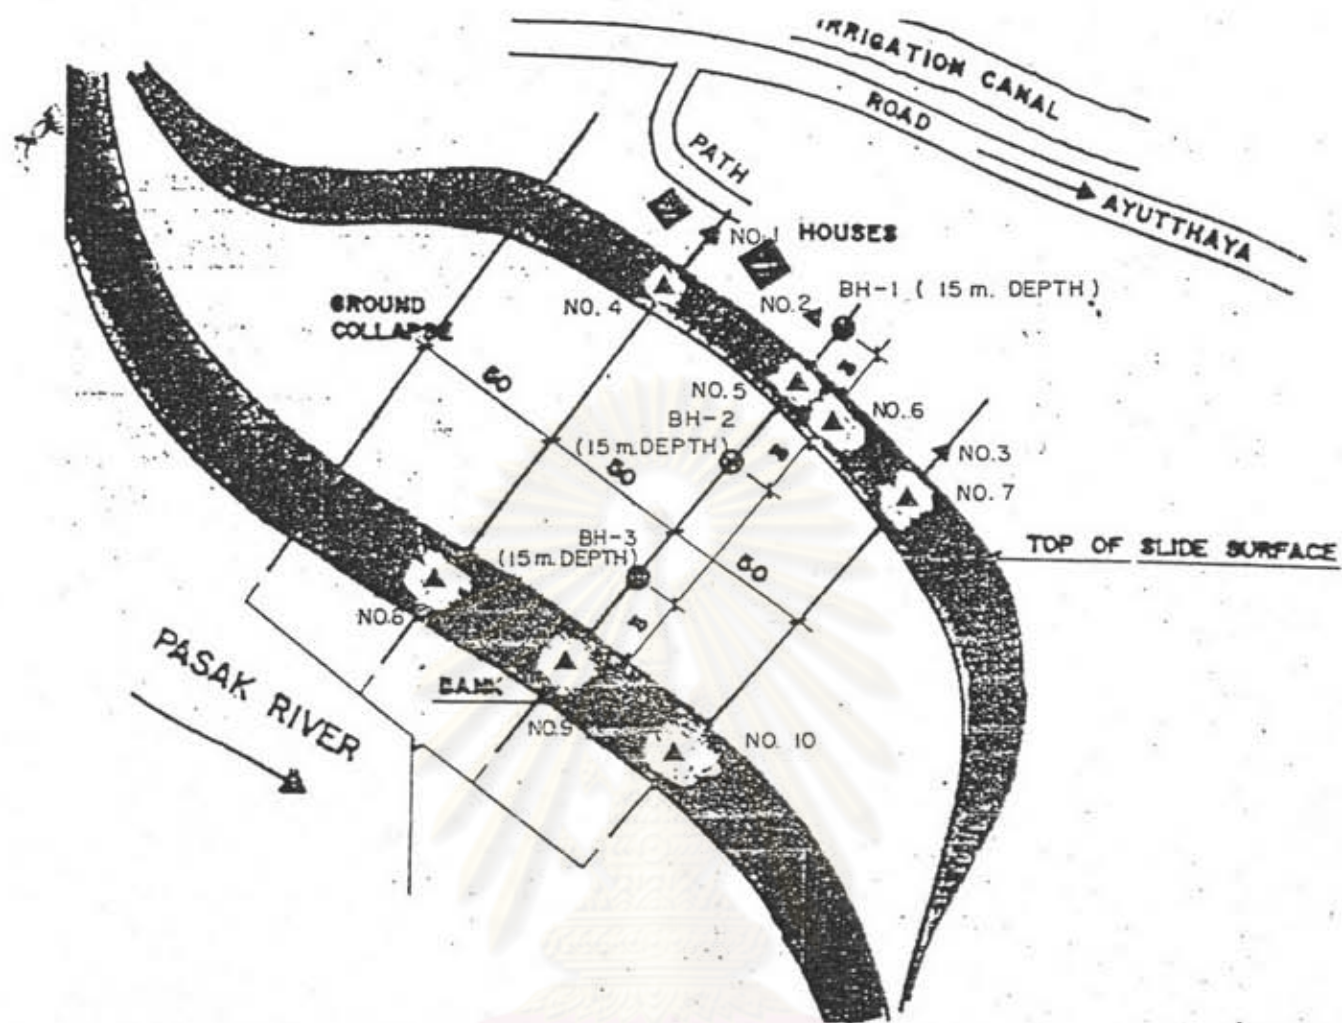 IRRIGATION CANAL
ROAD
AYUTTHAYA
PATH
NO. 1 HOUSES
NO. 2
BH-1 ( 15 m. DEPTH )
NO. 4
GROUND
COLLAPSE
50
NO. 5
NO. 6
BH-2
(15 m. DEPTH)
50
NO. 3
NO. 7
BH-3
(15 m. DEPTH)
50
TOP OF SLIDE SURFACE
NO. 8
PASAK RIVER
BANK
NO. 9
NO. 10